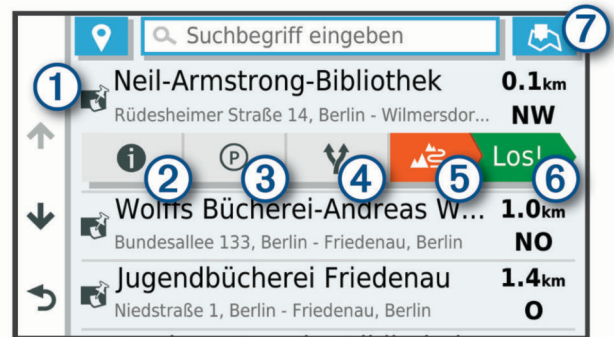 Suchbegriff eingeben
7
1
Neil-Armstrong-Bibliothek 0.1km
Rüdesheimer Straße 14, Berlin - Wilmersdor... NW
i 2 P 3 4 5 Los! 6
Wolffs Bücherei-Andreas W... 1.0km
Bundesallee 133, Berlin - Friedenau, Berlin NO
Jugendbücherei Friedenau 1.4km
Niedstraße 1, Berlin - Friedenau, Berlin O